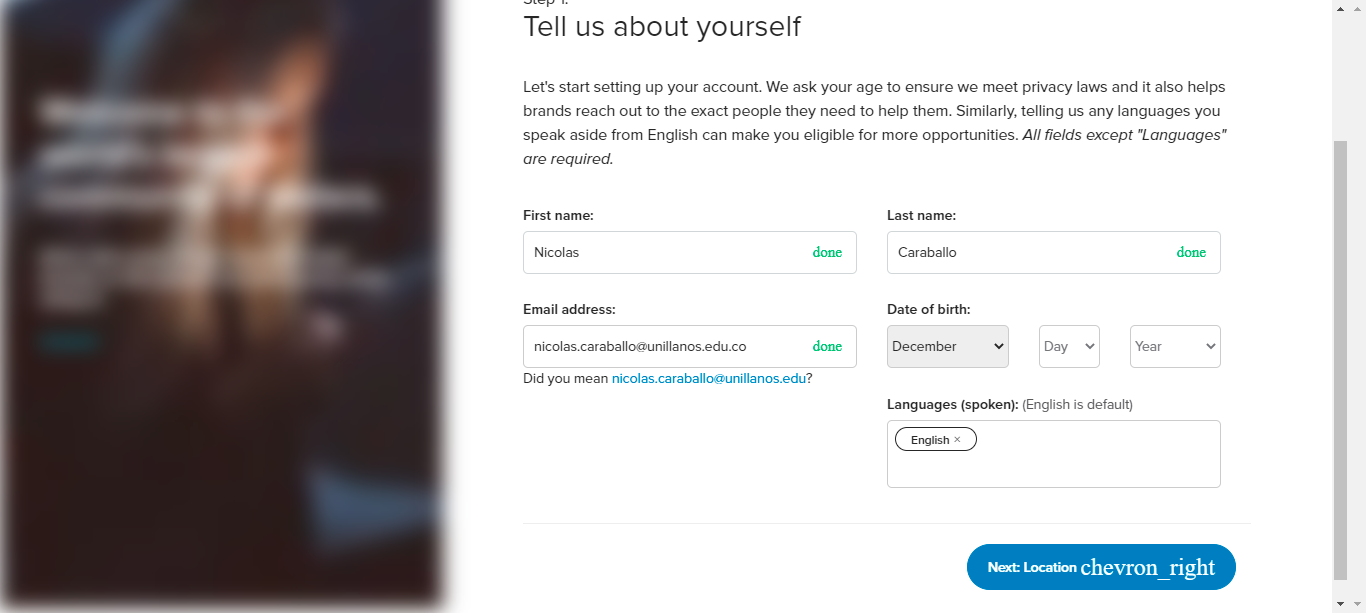 Step 1:
Tell us about yourself
Let's start setting up your account. We ask your age to ensure we meet privacy laws and it also helps
brands reach out to the exact people they need to help them. Similarly, telling us any languages you
speak aside from English can make you eligible for more opportunities. All fields except "Languages"
are required.
First name:
Last name:
Nicolas
done
Caraballo
done
Email address:
Date of birth:
nicolas.caraballo@unillanos.edu.co
done
December
Day
Year
Did you mean nicolas.caraballo@unillanos.edu?
Languages (spoken): (English is default)
English ×
Next: Location chevron_right